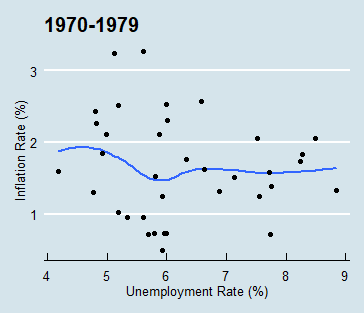 1970-1979
3
2
1
Inflation Rate (%)
4 5 6 7 8 9
Unemployment Rate (%)